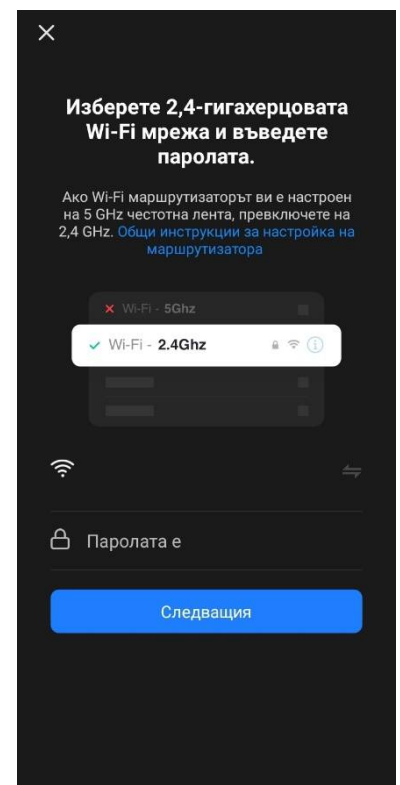 Изберете 2,4-гигахерцовата
Wi-Fi мрежа и въведете
паролата.
Ако Wi-Fi маршрутизаторът ви е настроен
на 5 GHz честотна лента, превключете на
2,4 GHz. Общи инструкции за настройка на
маршрутизатора
Wi-Fi - 5Ghz
Wi-Fi - 2.4Ghz
Паролата е
Следващия